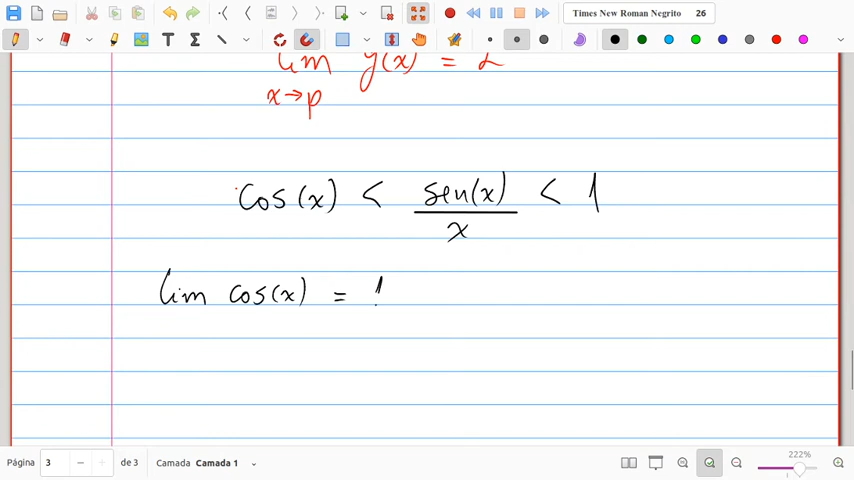 Times New Roman Negrito 26
lim y(x) = L
x→p
cos(x) < sen(x)/x < 1
lim cos(x) = 1
Página 3 de 3 Camada Camada 1 222%